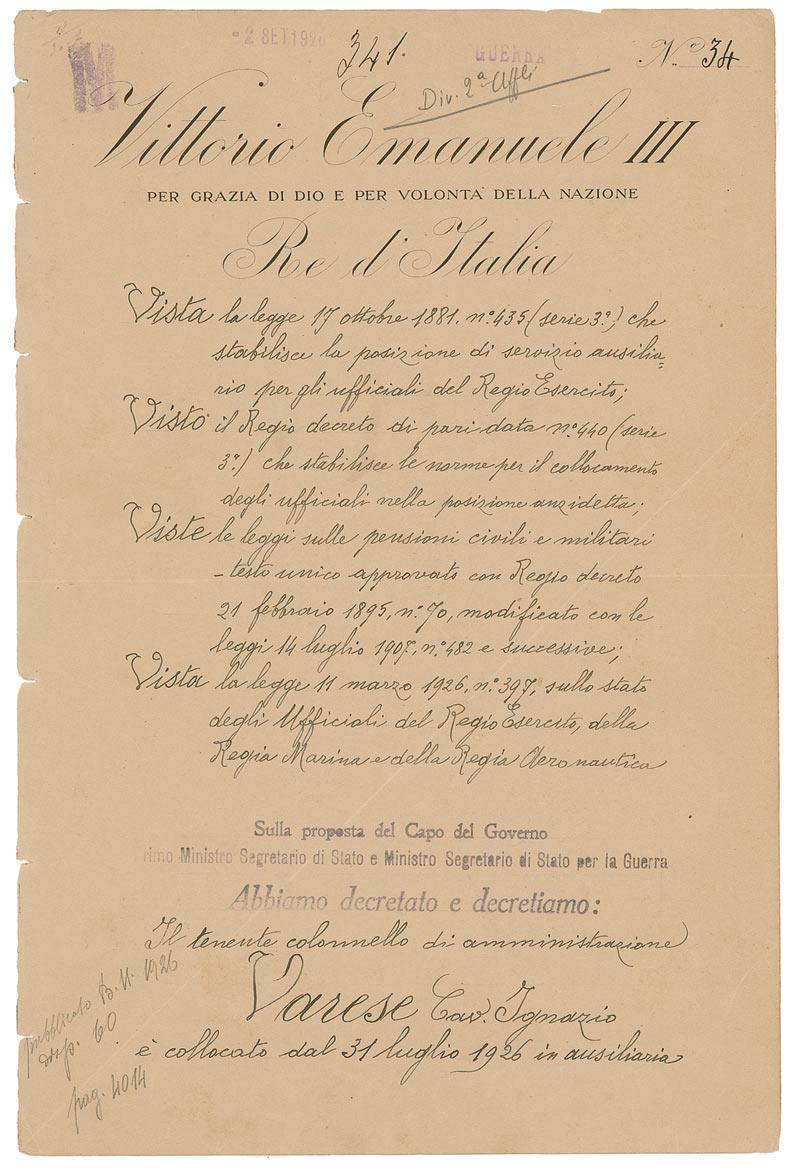 2 SET 1926
341.
GUERRA
N.º 34
M
Div. 2ª Uffli
Vittorio Emanuele III
PER GRAZIA DI DIO E PER VOLONTA' DELLA NAZIONE
Re d'Italia
Vista la legge 17 ottobre 1881. n.º 435 (serie 3ª) che
stabilisce la posizione di servizio ausilia=
rio per gli ufficiali del Regio Esercito;
Visto il Regio decreto di pari data n.º 440 (serie
3ª) che stabilisce le norme per il collocamento
degli ufficiali nella posizione anzidetta;
Viste le leggi sulle pensioni civili e militari
- testo unico approvato con Regio decreto
21 febbraio 1895, n.º 70, modificato con le
leggi 14 luglio 1907, n.º 482 e successive;
Vista la legge 11 marzo 1926, n.º 397, sullo stato
degli Ufficiali del Regio Esercito, della
Regia Marina e della Regia Aeronautica
Sulla proposta del Capo del Governo
rimo Ministro Segretario di Stato e Ministro Segretario di Stato per la Guerra
Abbiamo decretato e decretiamo:
Il tenente colonnello di amministrazione
Varese Cav. Ignazio
è collocato dal 31 luglio 1926 in ausiliaria
pubblicato B. U. 1926
disp. 60
pag. 4014